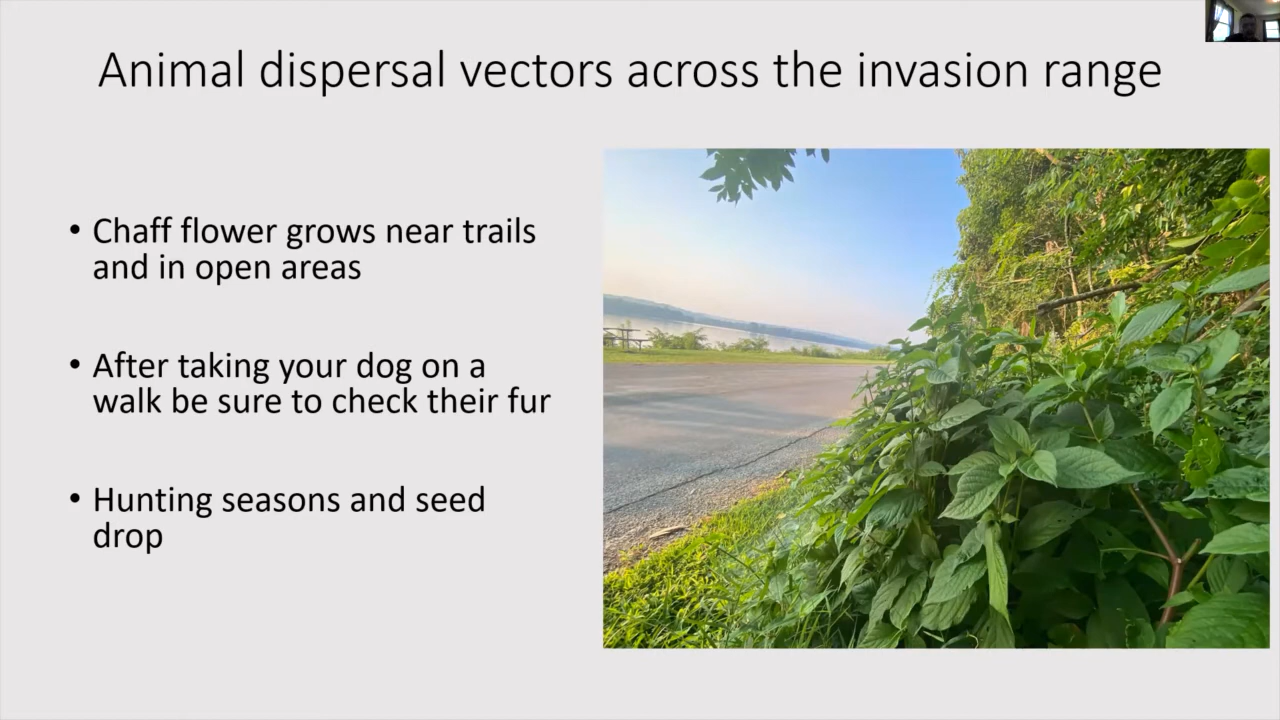 Animal dispersal vectors across the invasion range
• Chaff flower grows near trails
and in open areas
• After taking your dog on a
walk be sure to check their fur
• Hunting seasons and seed
drop